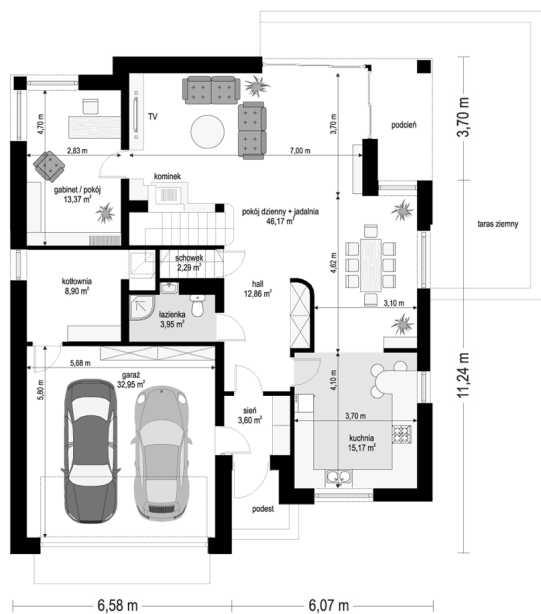 4,70 m
2,83 m
gabinet / pokój
13,37 m²
TV
kominek
7,00 m
3,70 m
podcień
3,70 m
pokój dzienny + jadalnia
46,17 m²
taras ziemny
schowek
2,29 m²
kotłownia
8,90 m²
hall
12,86 m²
4,62 m
3,10 m
łazienka
3,95 m²
5,68 m
garaż
32,95 m²
5,60 m
4,10 m
11,24 m
sień
3,60 m²
3,70 m
kuchnia
15,17 m²
podest
6,58 m
6,07 m